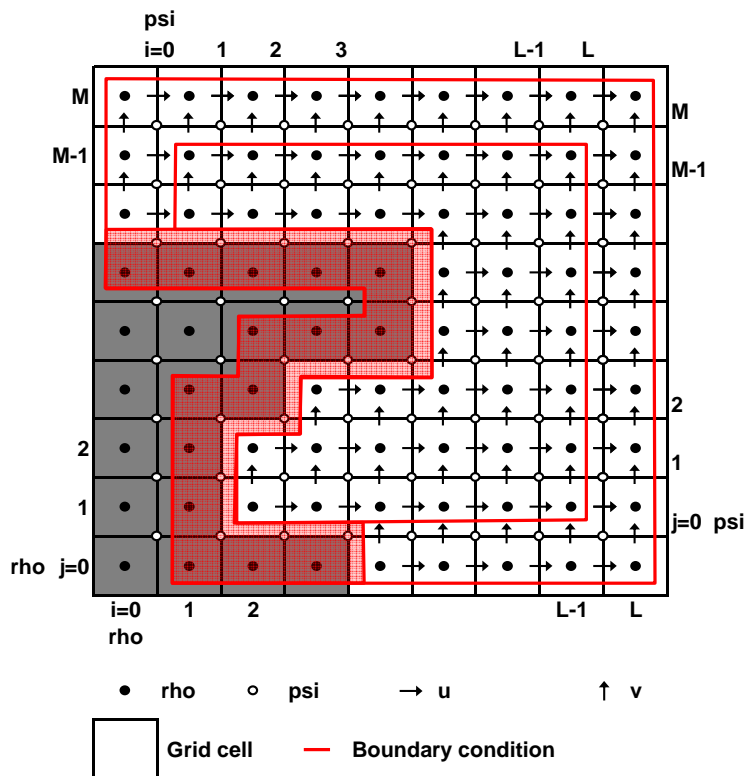 psi
i=0 1 2 3 L-1 L
M
M
M-1
M-1
2
2
1
1
j=0 psi
rho j=0
i=0 1 2 L-1 L
rho
rho psi u v
Grid cell Boundary condition